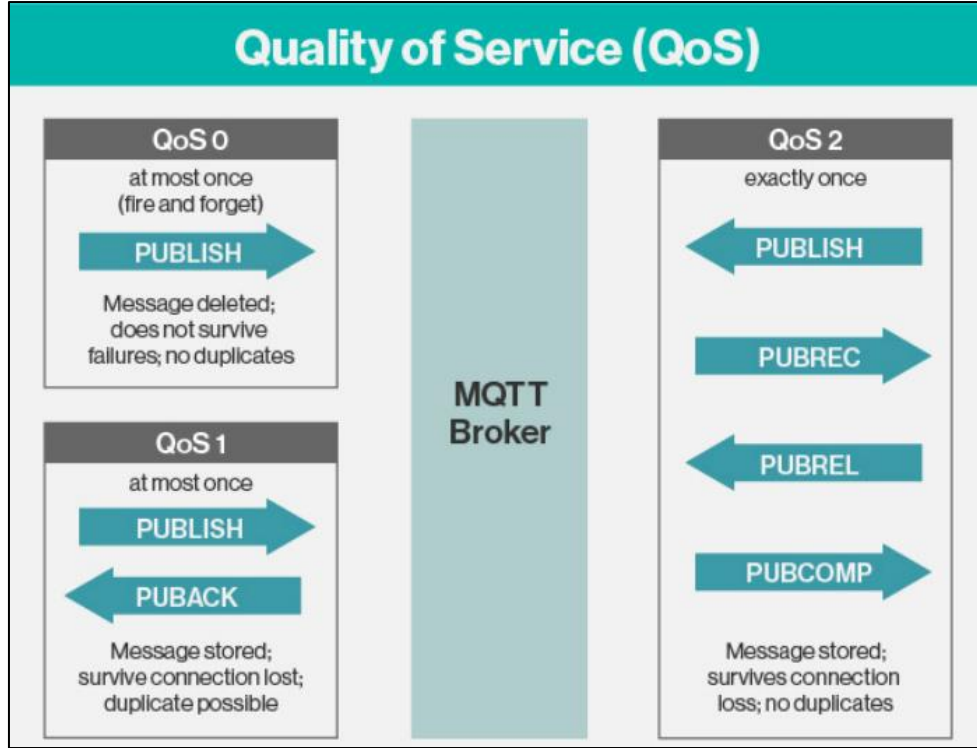 Quality of Service (QoS)
QoS 0
at most once
(fire and forget)
PUBLISH
Message deleted;
does not survive
failures; no duplicates
QoS 1
at most once
PUBLISH
PUBACK
Message stored;
survive connection lost;
duplicate possible
MQTT
Broker
QoS 2
exactly once
PUBLISH
PUBREC
PUBREL
PUBCOMP
Message stored;
survives connection
loss; no duplicates